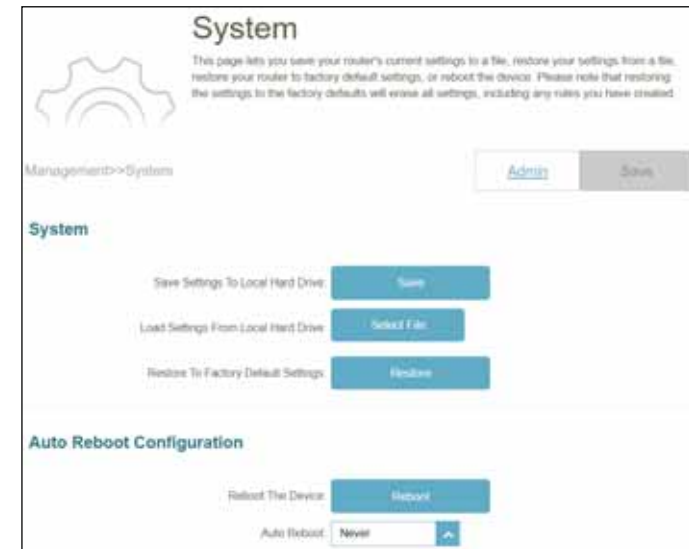 System
This page lets you save your router's current settings to a file, restore your settings from a file,
restore your router to factory default settings, or reboot the device. Please note that restoring
the settings to the factory defaults will erase all settings, including any rules you have created.
Management>>System
Admin
Save
System
Save Settings To Local Hard Drive:
Save
Load Settings From Local Hard Drive:
Select File
Restore To Factory Default Settings:
Restore
Auto Reboot Configuration
Reboot The Device:
Reboot
Auto Reboot:
Never